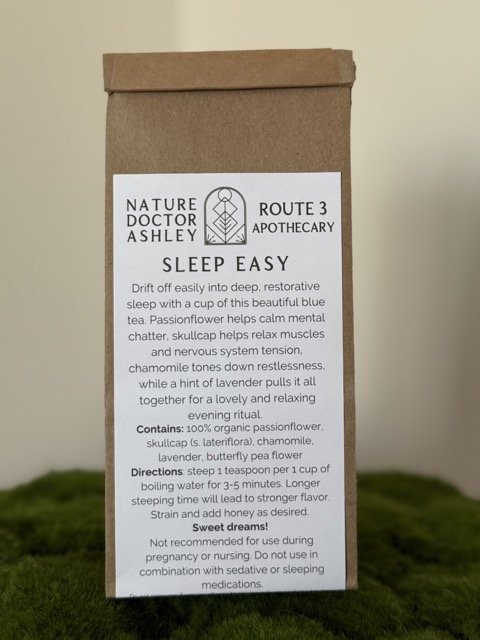 NATURE
DOCTOR
ASHLEY
ROUTE 3
APOTHECARY
SLEEP EASY
Drift off easily into deep, restorative
sleep with a cup of this beautiful blue
tea. Passionflower helps calm mental
chatter, skullcap helps relax muscles
and nervous system tension,
chamomile tones down restlessness,
while a hint of lavender pulls it all
together for a lovely and relaxing
evening ritual.
Contains: 100% organic passionflower,
skullcap (s. lateriflora), chamomile,
lavender, butterfly pea flower
Directions: steep 1 teaspoon per 1 cup of
boiling water for 3-5 minutes. Longer
steeping time will lead to stronger flavor.
Strain and add honey as desired.
Sweet dreams!
Not recommended for use during
pregnancy or nursing. Do not use in
combination with sedative or sleeping
medications.